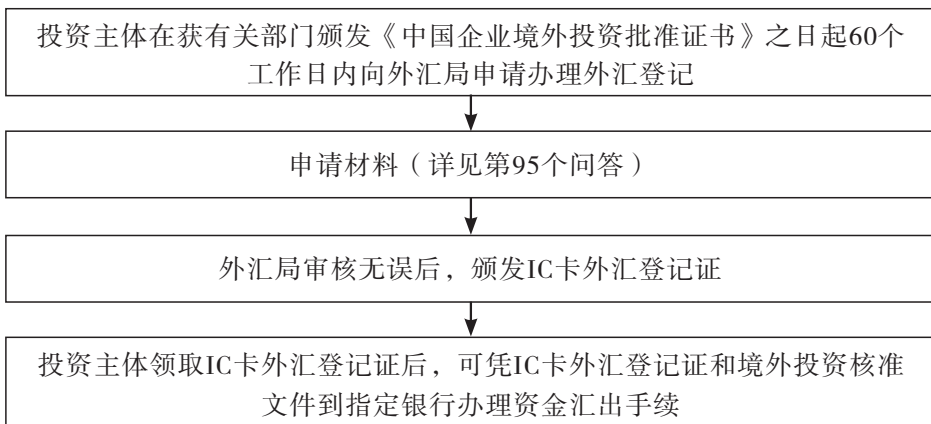 投资主体在获有关部门颁发《中国企业境外投资批准证书》之日起60个
工作日内向外汇局申请办理外汇登记
申请材料（详见第95个问答）
外汇局审核无误后，颁发IC卡外汇登记证
投资主体领取IC卡外汇登记证后，可凭IC卡外汇登记证和境外投资核准
文件到指定银行办理资金汇出手续